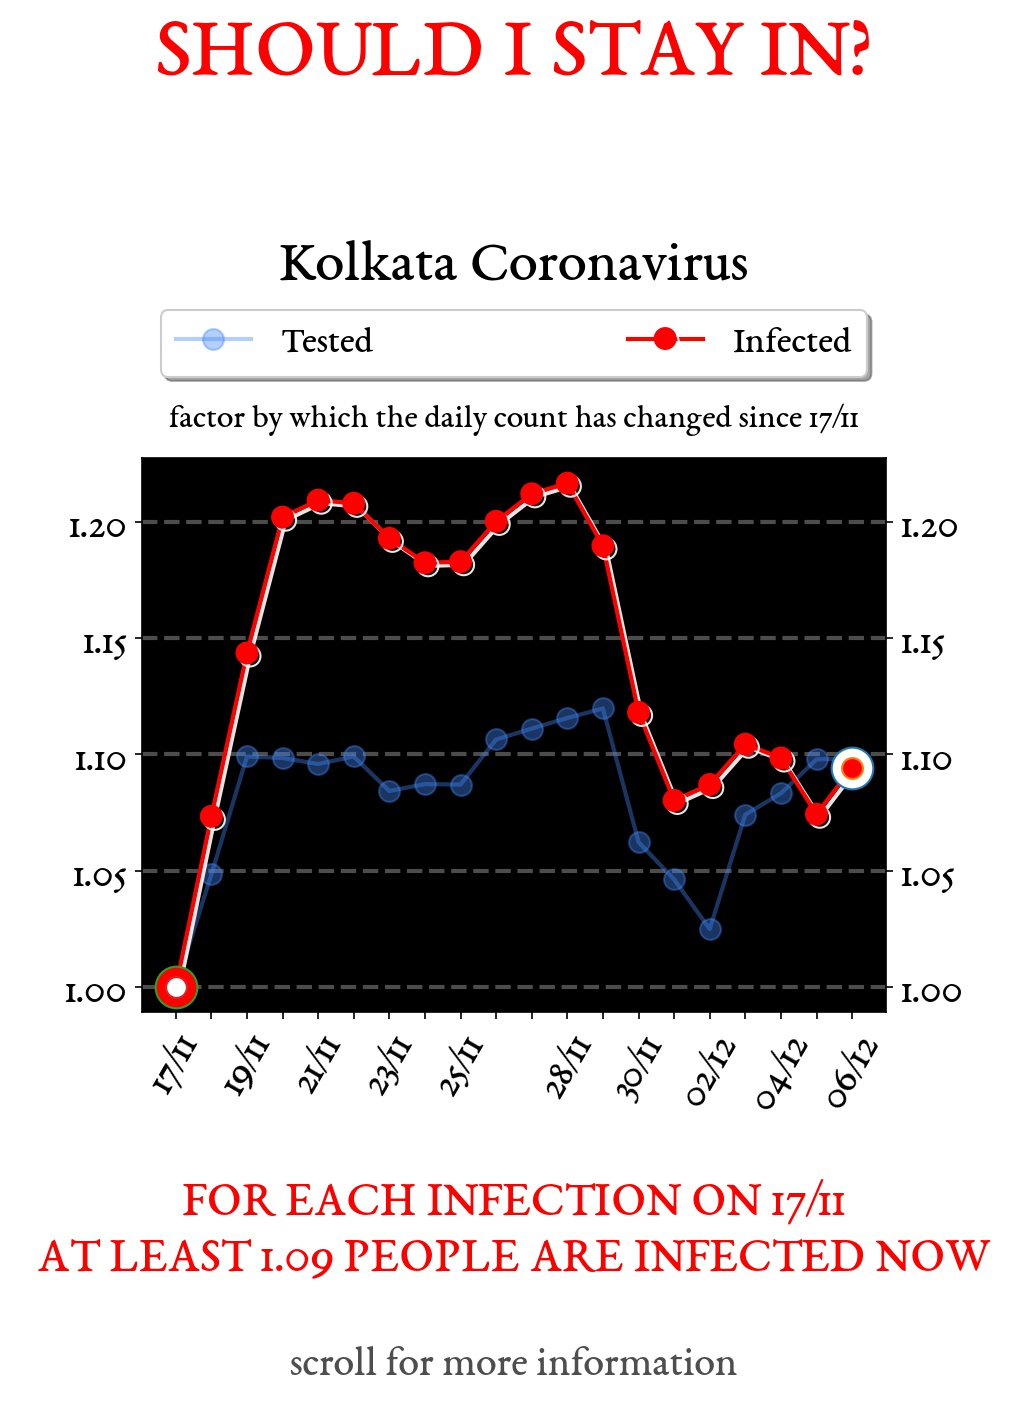 SHOULD I STAY IN?
Kolkata Coronavirus
Tested Infected
factor by which the daily count has changed since 17/11
1.20 1.20
1.15 1.15
1.10 1.10
1.05 1.05
1.00 1.00
17/11 19/11 21/11 23/11 25/11 28/11 30/11 02/12 04/12 06/12
FOR EACH INFECTION ON 17/11
AT LEAST 1.09 PEOPLE ARE INFECTED NOW
scroll for more information